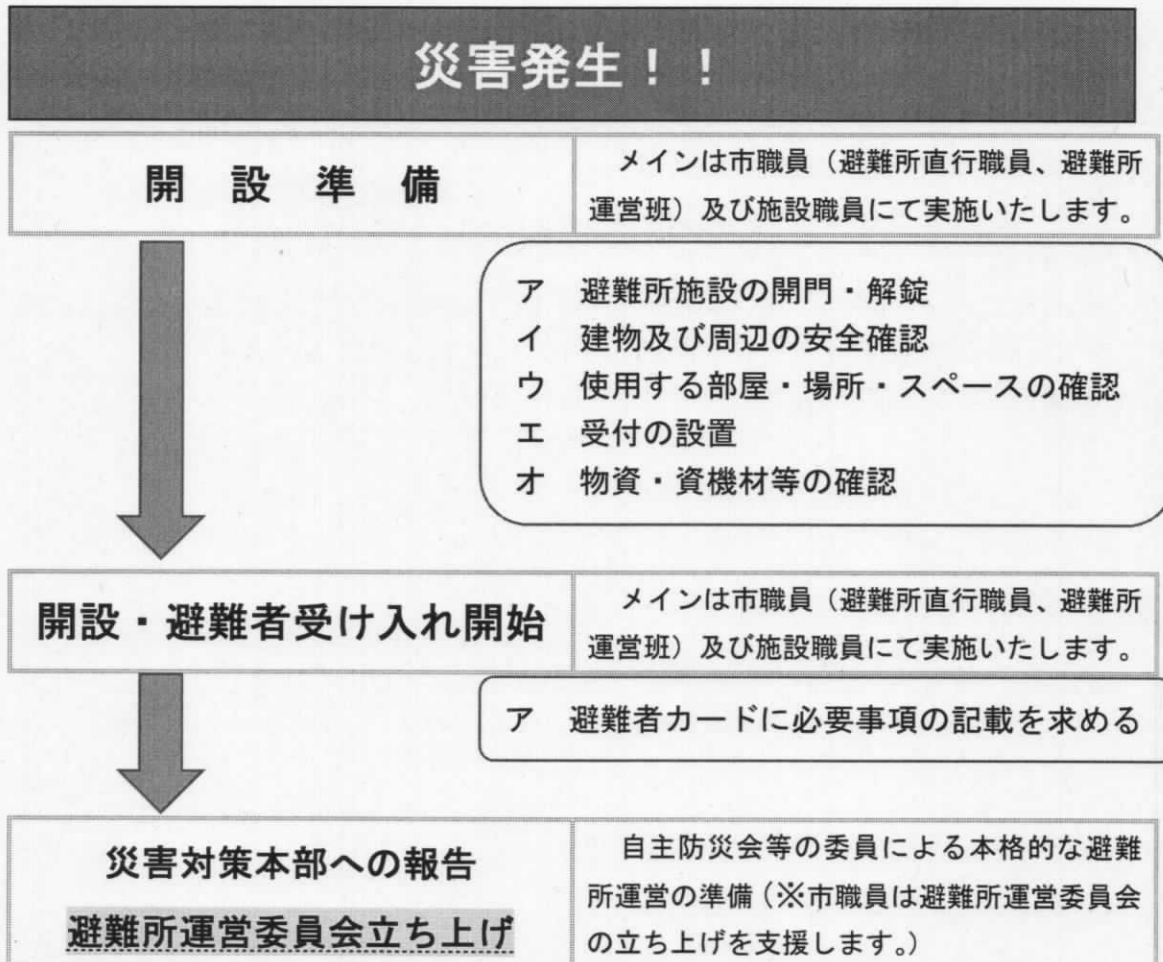 災害発生！！
開設準備
メインは市職員（避難所直行職員、避難所
運営班）及び施設職員にて実施いたします。
ア 避難所施設の開門・解錠
イ 建物及び周辺の安全確認
ウ 使用する部屋・場所・スペースの確認
エ 受付の設置
オ 物資・資機材等の確認
開設・避難者受け入れ開始
メインは市職員（避難所直行職員、避難所
運営班）及び施設職員にて実施いたします。
ア 避難者カードに必要事項の記載を求める
災害対策本部への報告
避難所運営委員会立ち上げ
自主防災会等の委員による本格的な避難
所運営の準備（※市職員は避難所運営委員会
の立ち上げを支援します。）